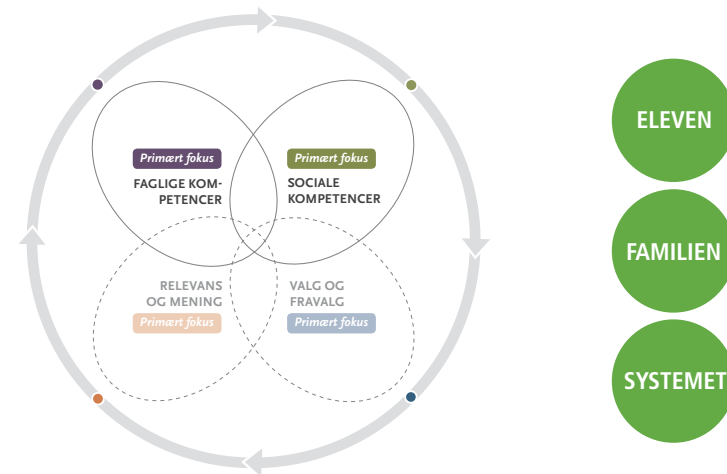 Primært fokus
FAGLIGE KOM-
PETENCER
Primært fokus
SOCIALE
KOMPETENCER
RELEVANS
OG MENING
Primært fokus
VALG OG
FRAVALG
Primært fokus
ELEVEN
FAMILIEN
SYSTEMET